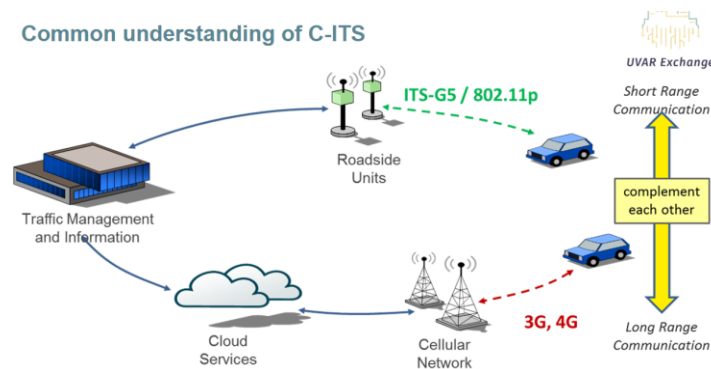 Common understanding of C-ITS
UVAR Exchange
ITS-G5 / 802.11p
Short Range
Communication
Roadside
Units
complement
each other
Traffic Management
and Information
3G, 4G
Cloud
Services
Cellular
Network
Long Range
Communication